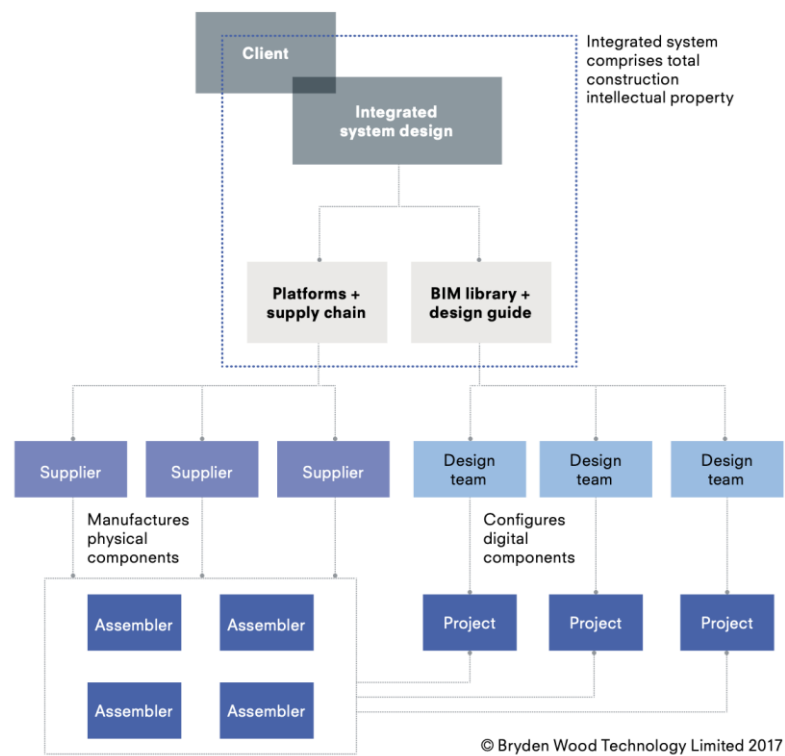 Client
Integrated system
comprises total
construction
intellectual property
Integrated
system design
Platforms +
supply chain
BIM library +
design guide
Supplier
Supplier
Supplier
Design
team
Design
team
Design
team
Manufactures
physical
components
Configures
digital
components
Assembler
Assembler
Project
Project
Project
Assembler
Assembler
© Bryden Wood Technology Limited 2017